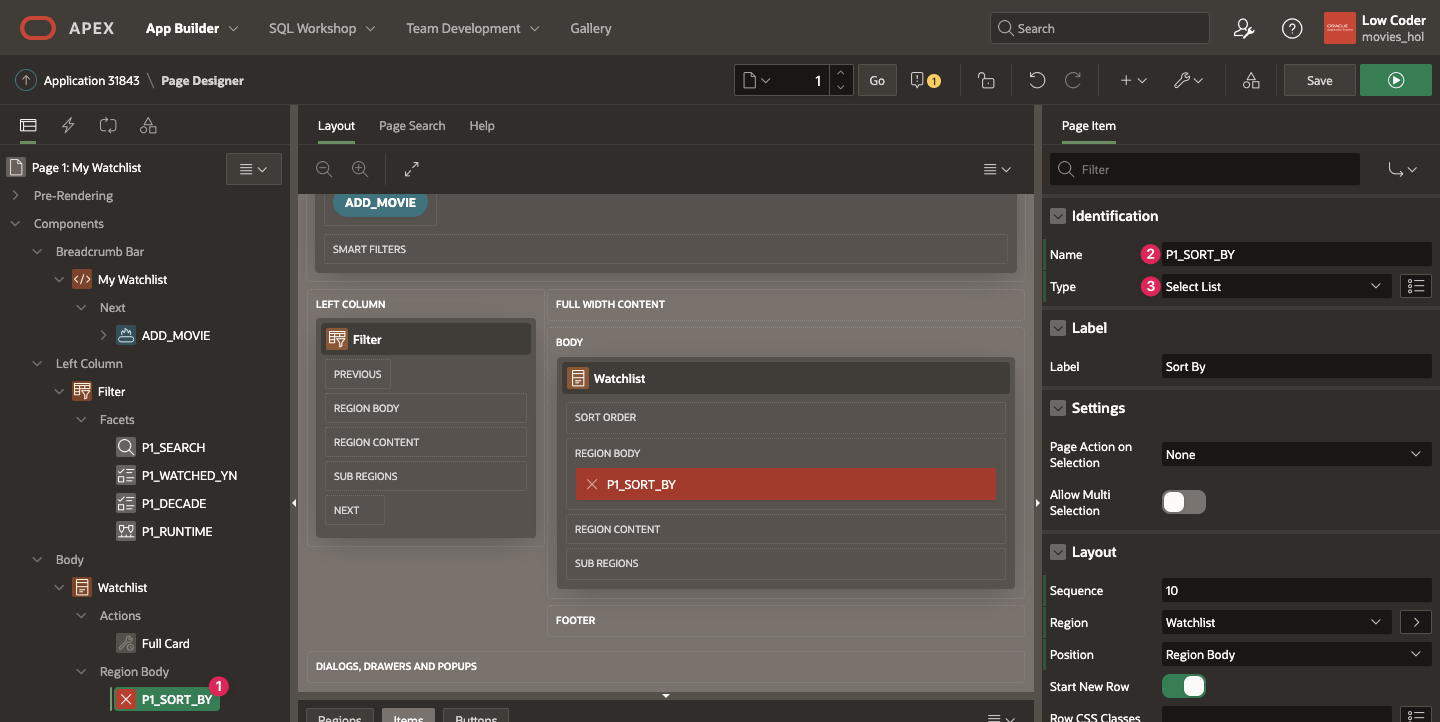 APEX
App Builder
SQL Workshop
Team Development
Gallery
Search
Low Coder
movies_hol
Application 31843 \ Page Designer
1
Go
1
Save
Page 1: My Watchlist
Pre-Rendering
Components
Breadcrumb Bar
My Watchlist
Next
ADD_MOVIE
Left Column
Filter
Facets
P1_SEARCH
P1_WATCHED_YN
P1_DECADE
P1_RUNTIME
Body
Watchlist
Actions
Full Card
Region Body
P1_SORT_BY
1
Layout
Page Search
Help
ADD_MOVIE
SMART FILTERS
LEFT COLUMN
Filter
PREVIOUS
REGION BODY
REGION CONTENT
SUB REGIONS
NEXT
FULL WIDTH CONTENT
BODY
Watchlist
SORT ORDER
REGION BODY
P1_SORT_BY
REGION CONTENT
SUB REGIONS
FOOTER
DIALOGS, DRAWERS AND POPUPS
Regions
Items
Buttons
Page Item
Filter
Identification
Name 2 P1_SORT_BY
Type 3 Select List
Label
Label Sort By
Settings
Page Action on
Selection
None
Allow Multi
Selection
Layout
Sequence 10
Region Watchlist
Position Region Body
Start New Row
Row CSS Classes